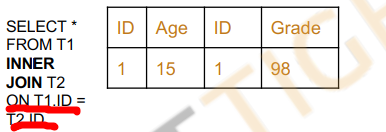 SELECT *
FROM T1
INNER
JOIN T2
ON T1.ID =
T2.ID
ID Age ID Grade
1 15 1 98